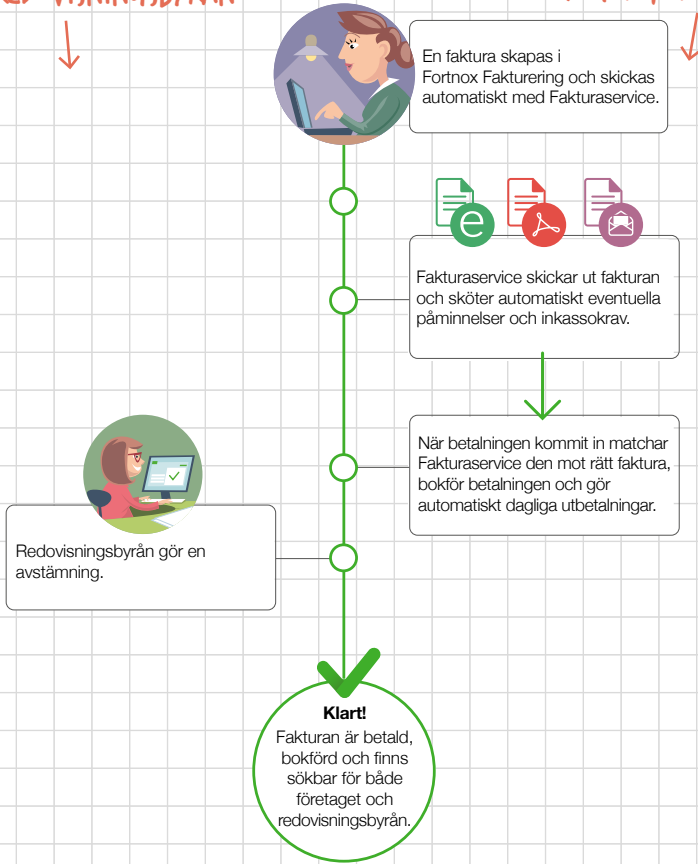 En faktura skapas i
Fortnox Fakturering och skickas
automatiskt med Fakturaservice.
e
Fakturaservice skickar ut fakturan
och sköter automatiskt eventuella
påminnelser och inkassokrav.
När betalningen kommit in matchar
Fakturaservice den mot rätt faktura,
bokför betalningen och gör
automatiskt dagliga utbetalningar.
Redovisningsbyrån gör en
avstämning.
Klart!
Fakturan är betald,
bokförd och finns
sökbar för både
företaget och
redovisningsbyrån.